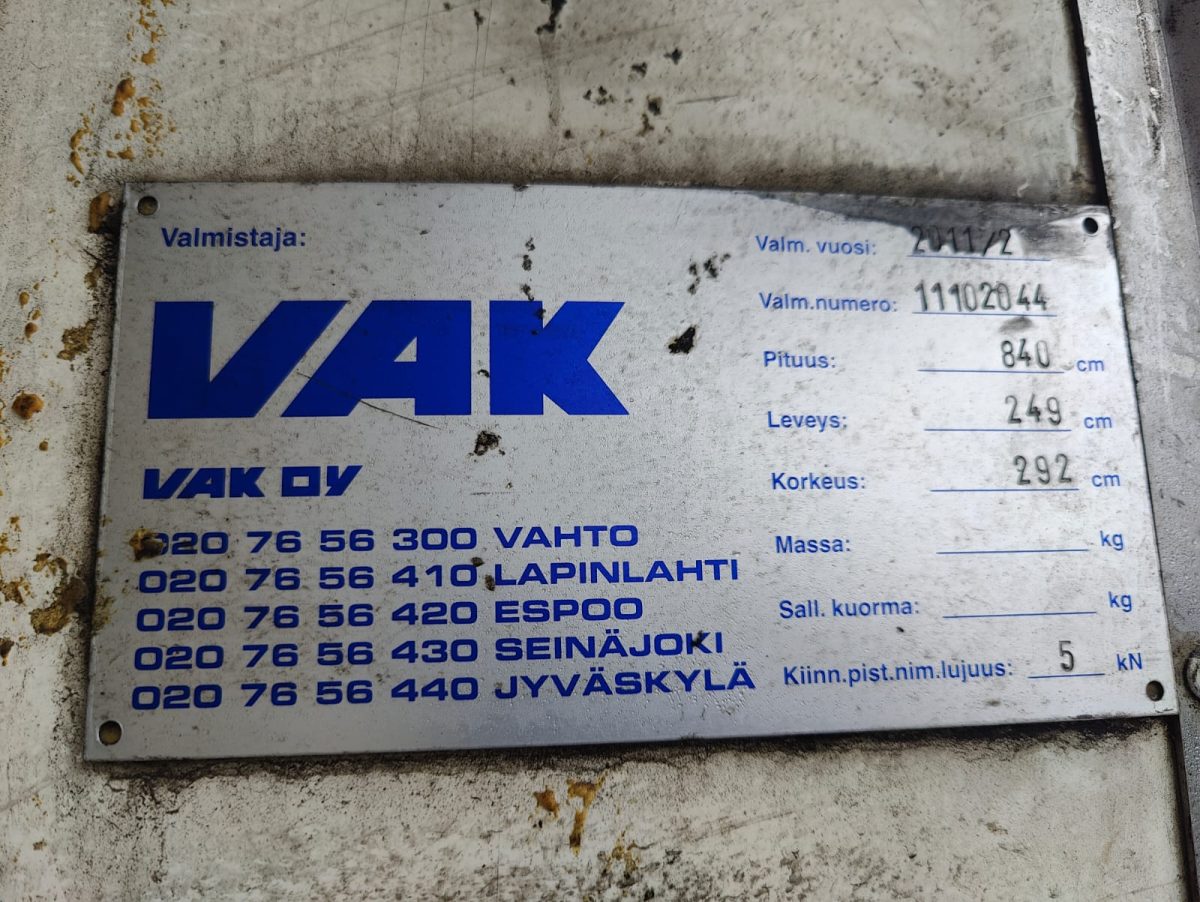 Valmistaja:
VAK
VAK OY
020 76 56 300 VAHTO
020 76 56 410 LAPINLAHTI
020 76 56 420 ESPOO
020 76 56 430 SEINÄJOKI
020 76 56 440 JYVÄSKYLÄ
Valm. vuosi: 2011/2
Valm.numero: 11102044
Pituus: 840 cm
Leveys: 249 cm
Korkeus: 292 cm
Massa: kg
Sall. kuorma: kg
Kiinn.pist.nim.lujuus: 5 kN